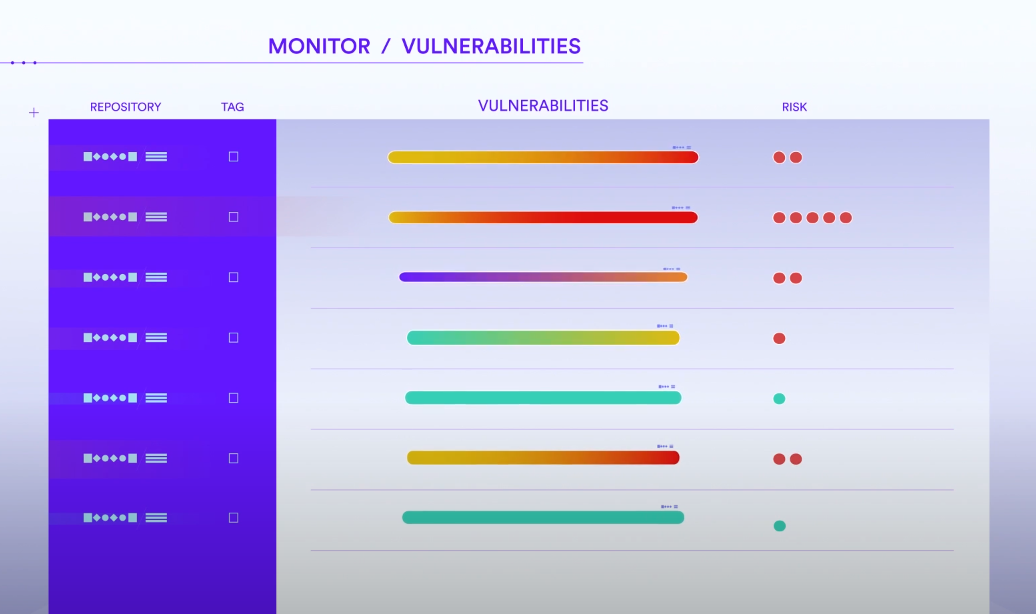 MONITOR / VULNERABILITIES
REPOSITORY TAG VULNERABILITIES RISK